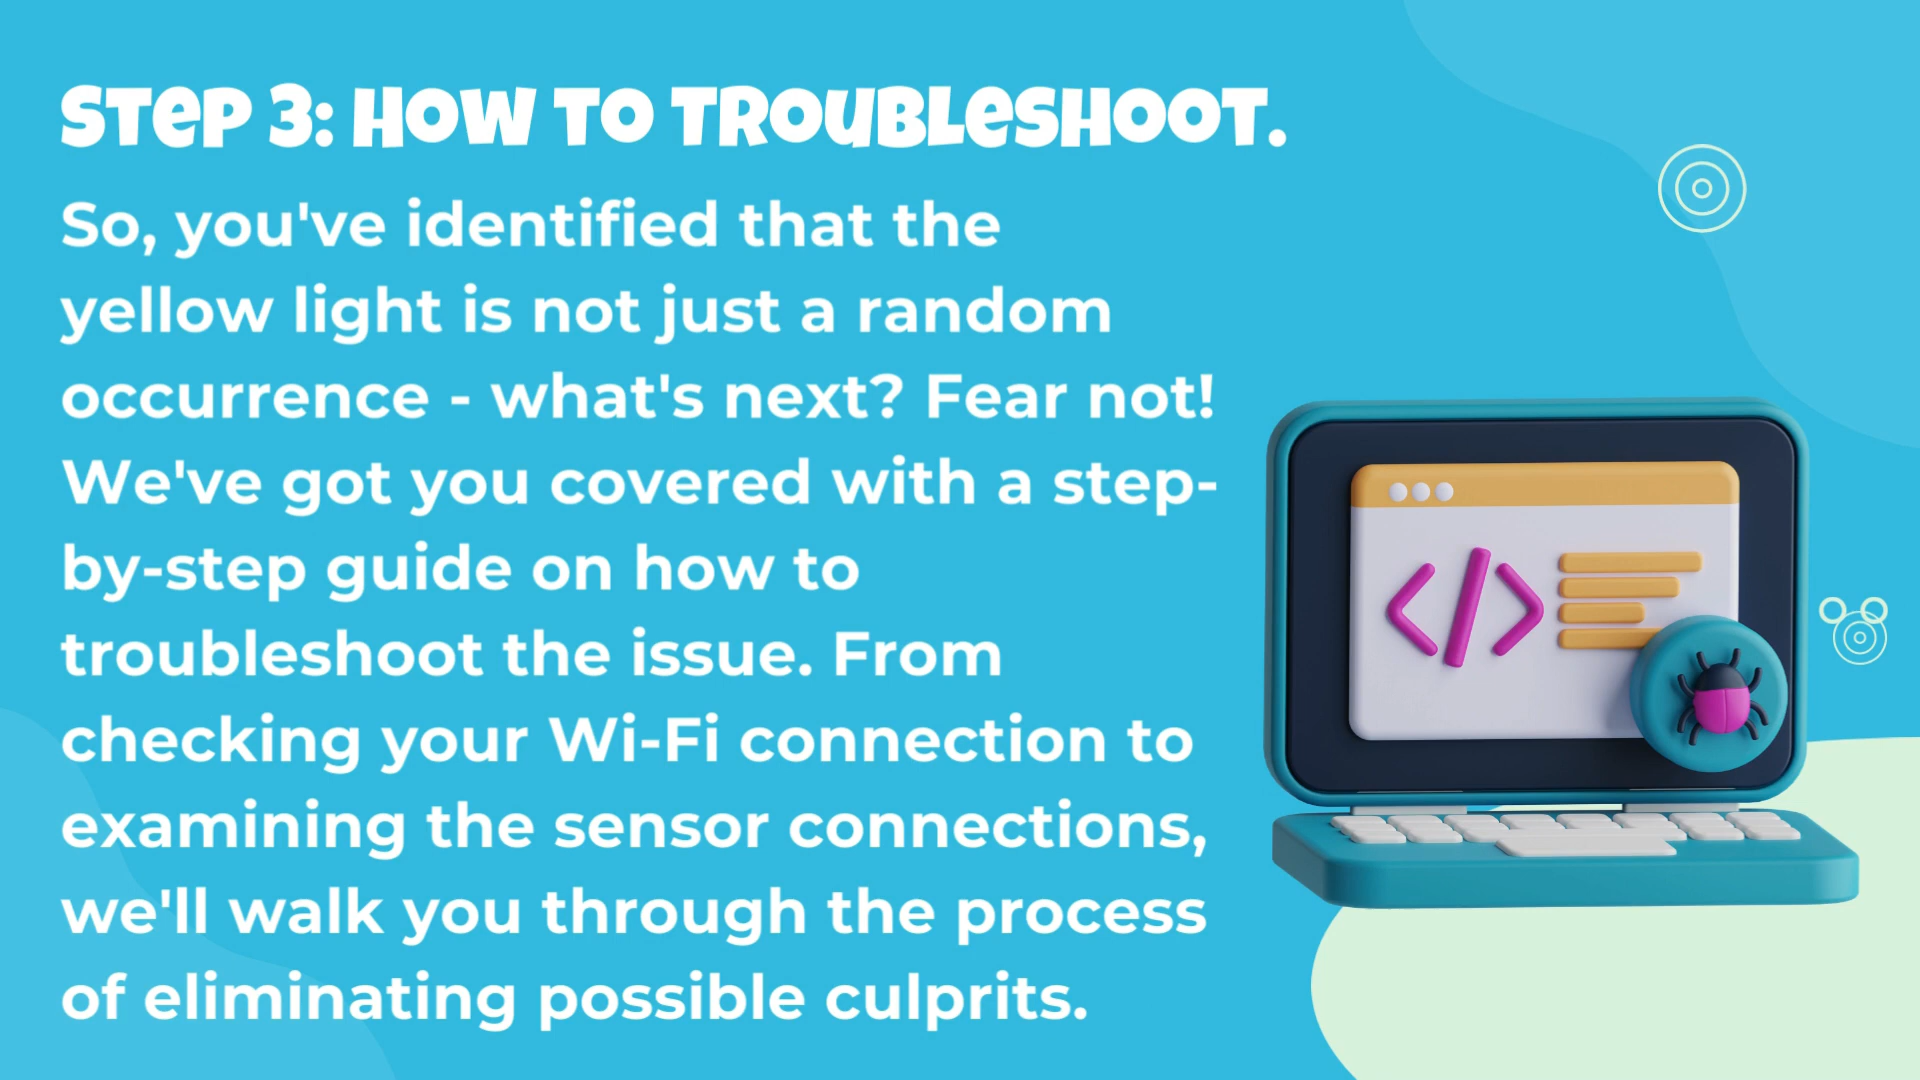 Step 3: How to Troubleshoot.
So, you've identified that the
yellow light is not just a random
occurrence - what's next? Fear not!
We've got you covered with a step-
by-step guide on how to
troubleshoot the issue. From
checking your Wi-Fi connection to
examining the sensor connections,
we'll walk you through the process
of eliminating possible culprits.